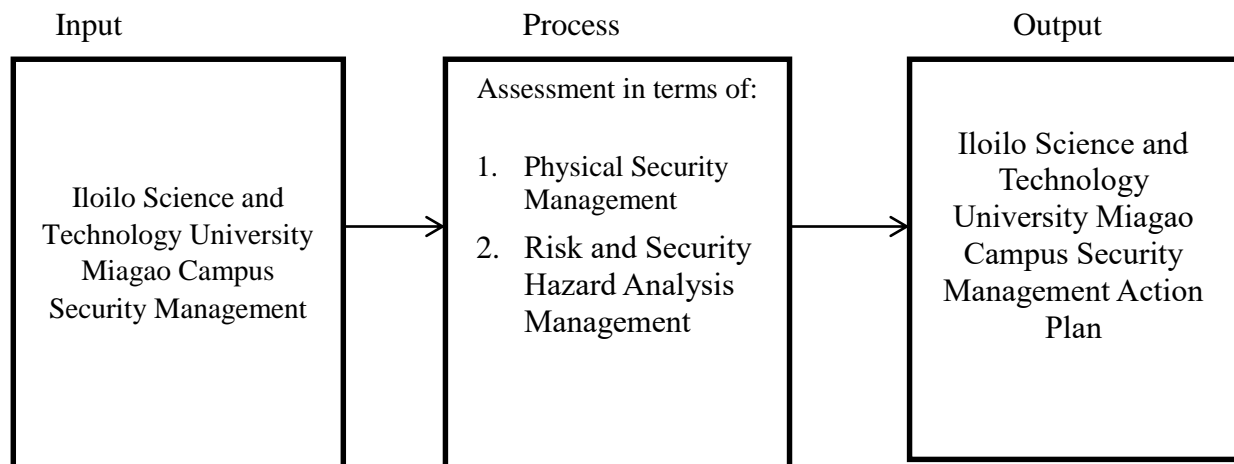 Input
Process
Output
Iloilo Science and
Technology University
Miagao Campus
Security Management
Assessment in terms of:
1. Physical Security
Management
2. Risk and Security
Hazard Analysis
Management
Iloilo Science and
Technology
University Miagao
Campus Security
Management Action
Plan